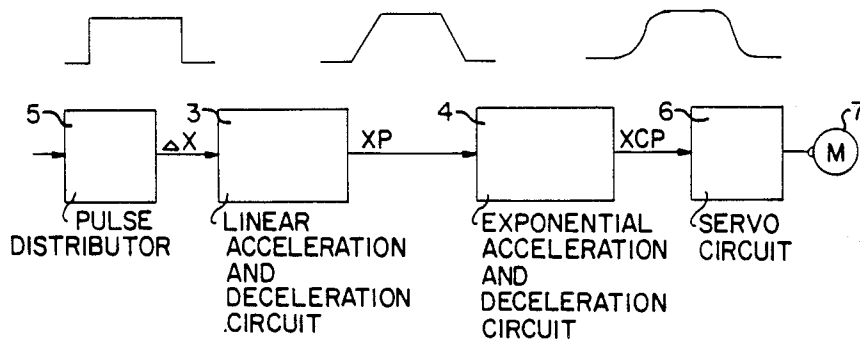 5
3
4
6
7
△X
XP
XCP
M
PULSE
DISTRIBUTOR
LINEAR
ACCELERATION
AND
DECELERATION
.CIRCUIT
EXPONENTIAL
ACCELERATION
AND
DECELERATION
CIRCUIT
SERVO
CIRCUIT